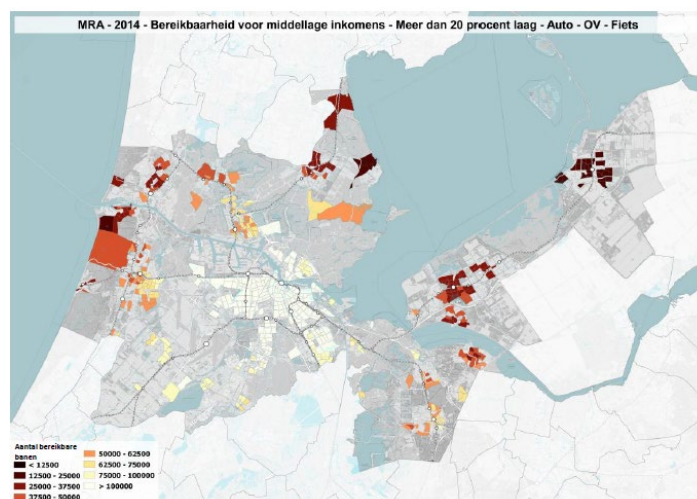 MRA - 2014 - Bereikbaarheid voor middellage inkomens - Meer dan 20 procent laag - Auto - OV - Fiets
Aantal bereikbare
banen
< 12500
12500 - 25000
25000 - 37500
37500 - 50000
50000 - 62500
62500 - 75000
75000 - 100000
> 100000